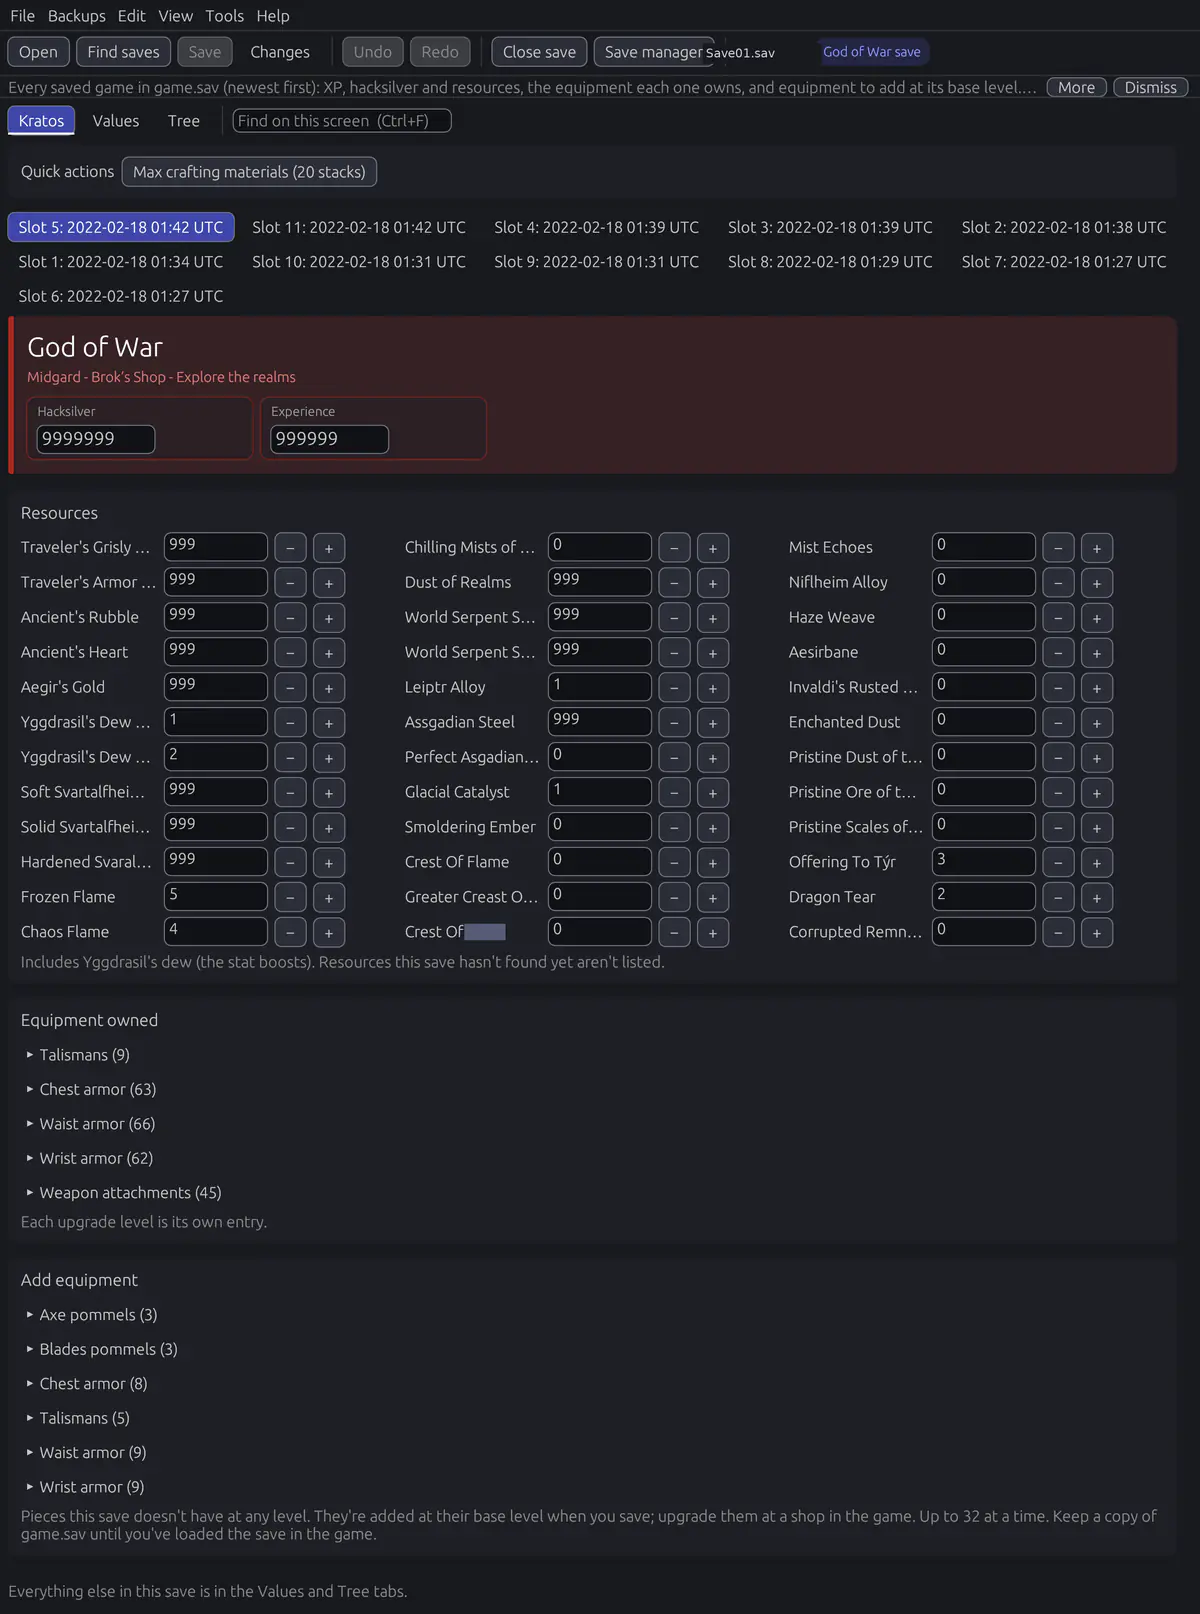 File Backups Edit View Tools Help
Open Find saves Save Changes Undo Redo Close save Save manager Save01.sav God of War save
Every saved game in game.sav (newest first): XP, hacksilver and resources, the equipment each one owns, and equipment to add at its base level.... More Dismiss
Kratos Values Tree Find on this screen (Ctrl+F)
Quick actions Max crafting materials (20 stacks)
Slot 5: 2022-02-18 01:42 UTC Slot 11: 2022-02-18 01:42 UTC Slot 4: 2022-02-18 01:39 UTC Slot 3: 2022-02-18 01:39 UTC Slot 2: 2022-02-18 01:38 UTC
Slot 1: 2022-02-18 01:34 UTC Slot 10: 2022-02-18 01:31 UTC Slot 9: 2022-02-18 01:31 UTC Slot 8: 2022-02-18 01:29 UTC Slot 7: 2022-02-18 01:27 UTC
Slot 6: 2022-02-18 01:27 UTC
God of War
Midgard - Brok's Shop - Explore the realms
Hacksilver Experience
9999999 999999
Resources
Traveler's Grisly ... 999 – + Chilling Mists of ... 0 – + Mist Echoes 0 – +
Traveler's Armor ... 999 – + Dust of Realms 999 – + Niflheim Alloy 0 – +
Ancient's Rubble 999 – + World Serpent S... 999 – + Haze Weave 0 – +
Ancient's Heart 999 – + World Serpent S... 999 – + Aesirbane 0 – +
Aegir's Gold 999 – + Leiptr Alloy 1 – + Invaldi's Rusted ... 0 – +
Yggdrasil's Dew ... 1 – + Assgadian Steel 999 – + Enchanted Dust 0 – +
Yggdrasil's Dew ... 2 – + Perfect Asgadian... 0 – + Pristine Dust of t... 0 – +
Soft Svartalfhei... 999 – + Glacial Catalyst 1 – + Pristine Ore of t... 0 – +
Solid Svartalfhei... 999 – + Smoldering Ember 0 – + Pristine Scales of... 0 – +
Hardened Svaral... 999 – + Crest Of Flame 0 – + Offering To Týr 3 – +
Frozen Flame 5 – + Greater Creast O... 0 – + Dragon Tear 2 – +
Chaos Flame 4 – + Crest Of 0 – + Corrupted Remn... 0 – +
Includes Yggdrasil's dew (the stat boosts). Resources this save hasn't found yet aren't listed.
Equipment owned
Talismans (9)
Chest armor (63)
Waist armor (66)
Wrist armor (62)
Weapon attachments (45)
Each upgrade level is its own entry.
Add equipment
Axe pommels (3)
Blades pommels (3)
Chest armor (8)
Talismans (5)
Waist armor (9)
Wrist armor (9)
Pieces this save doesn't have at any level. They're added at their base level when you save; upgrade them at a shop in the game. Up to 32 at a time. Keep a copy of
game.sav until you've loaded the save in the game.
Everything else in this save is in the Values and Tree tabs.